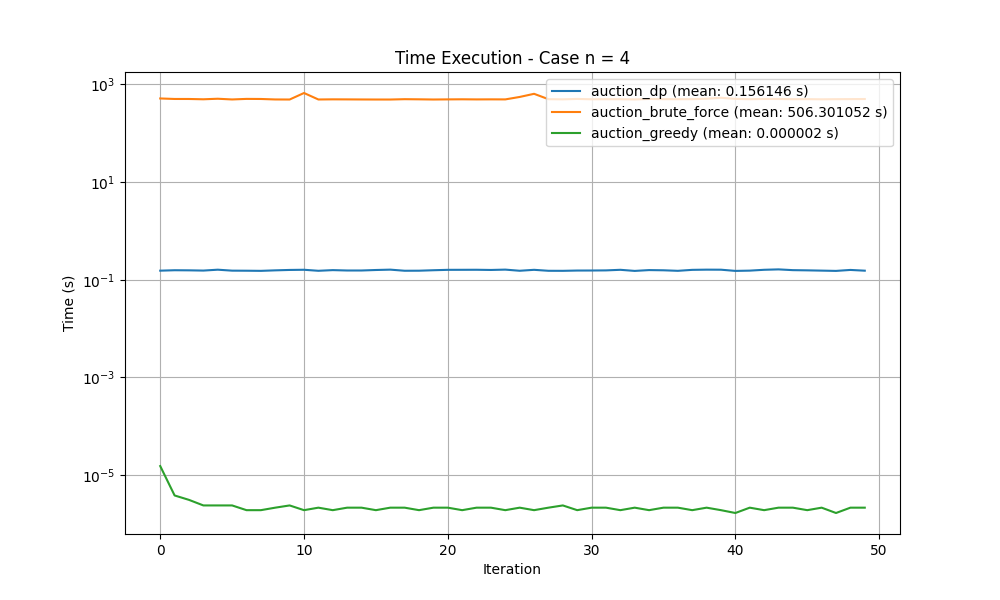 Time Execution - Case n = 4
auction_dp (mean: 0.156146 s)
auction_brute_force (mean: 506.301052 s)
auction_greedy (mean: 0.000002 s)
Time (s)
10³
10¹
10⁻¹
10⁻³
10⁻⁵
0 10 20 30 40 50
Iteration